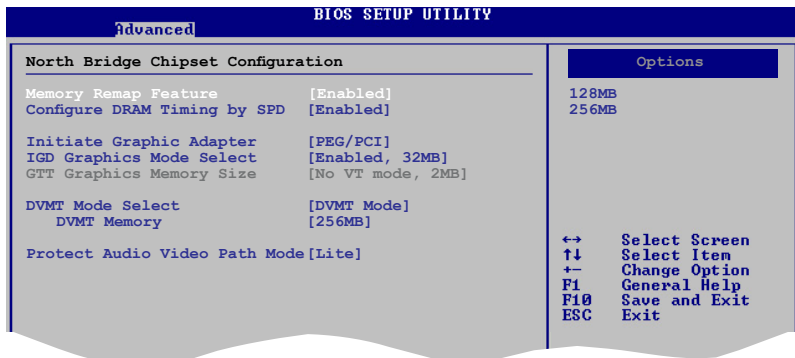 BIOS SETUP UTILITY
Advanced
North Bridge Chipset Configuration
Memory Remap Feature [Enabled]
Configure DRAM Timing by SPD [Enabled]
Initiate Graphic Adapter [PEG/PCI]
IGD Graphics Mode Select [Enabled, 32MB]
GTT Graphics Memory Size [No VT mode, 2MB]
DVMT Mode Select [DVMT Mode]
DVMT Memory [256MB]
Protect Audio Video Path Mode[Lite]
Options
128MB
256MB
←→ Select Screen
↑↓ Select Item
+- Change Option
F1 General Help
F10 Save and Exit
ESC Exit